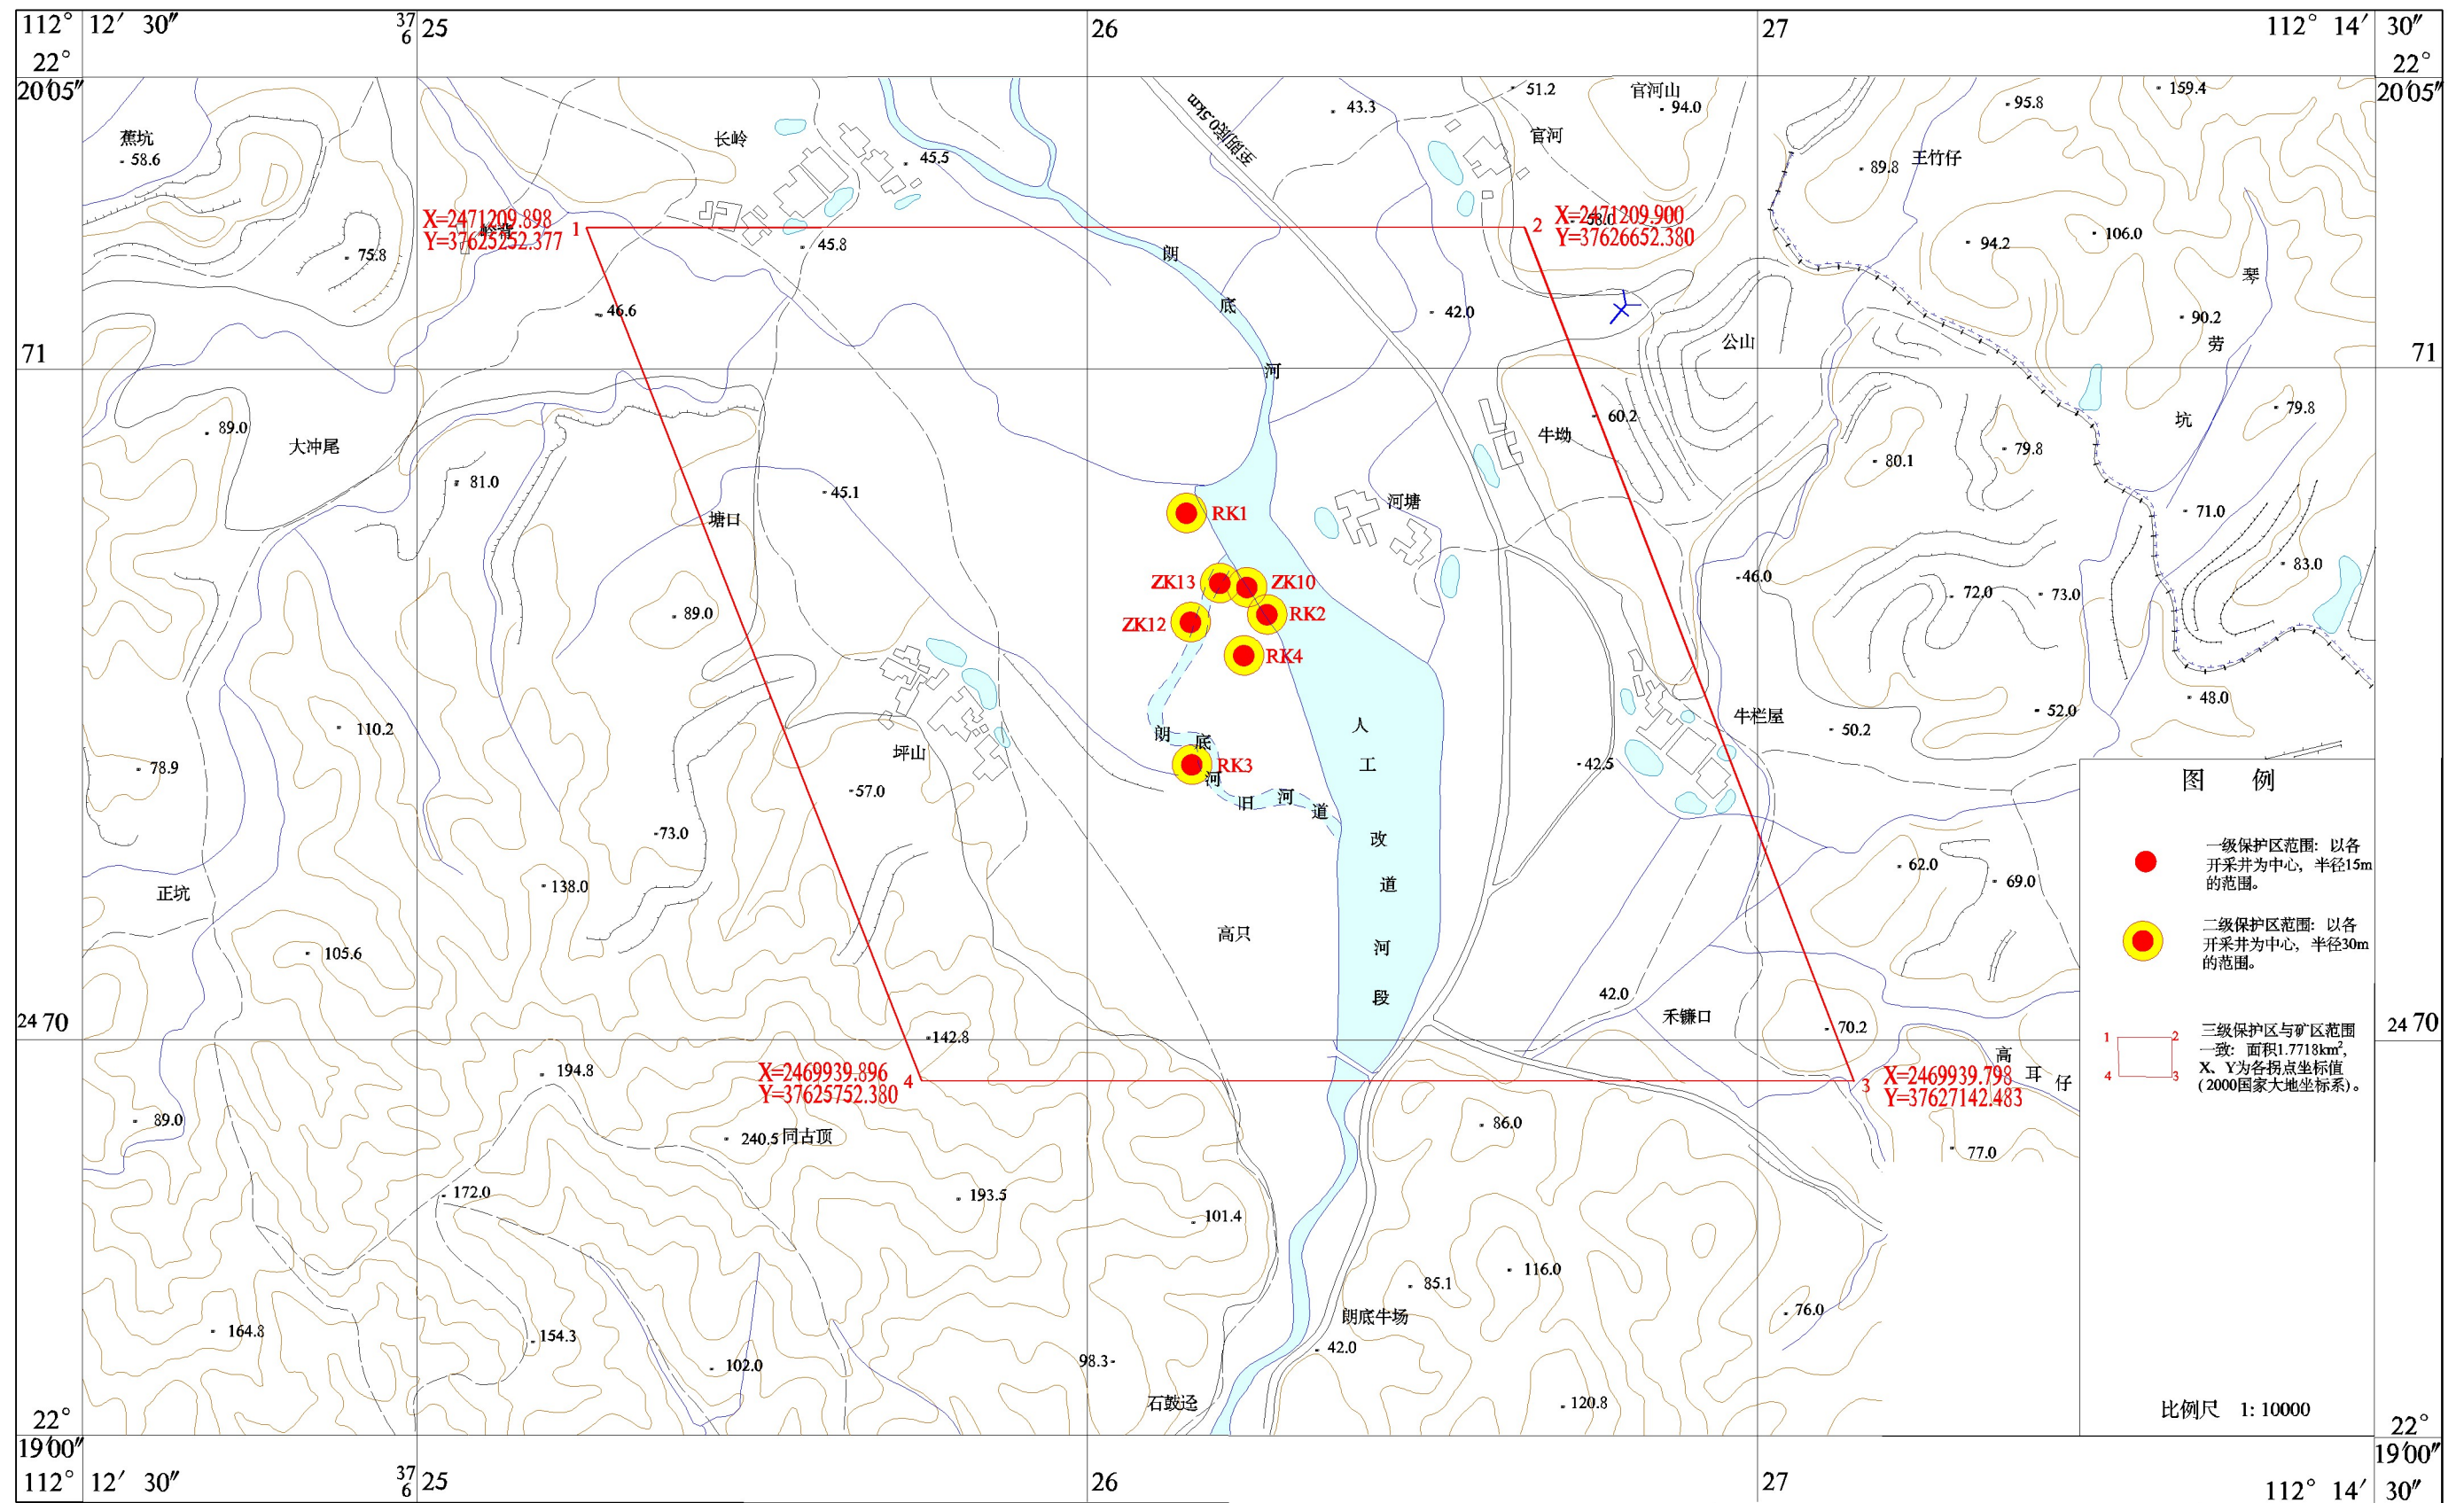 112° 12′ 30″
37
6 25
26
27
112° 14′ 30″
22°
20′05″
22°
20′05″
蕉坑
58.6
长岭
45.5
至朗底0.5km
43.3
51.2
官河山
94.0
官河
95.8
159.4
89.8
王竹仔
X=2471209.898
Y=37625252.377
岭背
1
45.8
朗
2
X=2471209.900
Y=37626652.380
58.0
94.2
106.0
琴
75.8
46.6
底
42.0
公山
90.2
劳
71
河
71
89.0
大冲尾
牛坳
60.2
79.8
坑
79.8
80.1
81.0
45.1
塘口
RK1
河塘
71.0
ZK13
ZK10
46.0
83.0
89.0
ZK12
RK2
72.0
73.0
RK4
48.0
110.2
坪山
朗
底
人
牛栏屋
52.0
50.2
78.9
57.0
RK3
河
旧
河
道
工
42.5
图 例
73.0
改
一级保护区范围：以各
开采井为中心，半径15m
的范围。
正坑
138.0
道
62.0
69.0
高只
河
二级保护区范围：以各
开采井为中心，半径30m
的范围。
105.6
段
42.0
禾镰口
70.2
24 70
142.8
24 70
1
2
4
3
三级保护区与矿区范围
一致：面积1.7718km²，
X、Y为各拐点坐标值
(2000国家大地坐标系)。
194.8
X=2469939.896
Y=37625752.380
4
3
X=2469939.798
Y=37627142.483
高
耳
仔
89.0
240.5
同古顶
86.0
77.0
172.0
193.5
101.4
85.1
116.0
164.8
154.3
102.0
98.3
朗底牛场
42.0
76.0
石鼓迳
120.8
比例尺 1：10000
22°
19′00″
22°
19′00″
112° 12′ 30″
37
6 25
26
27
112° 14′ 30″